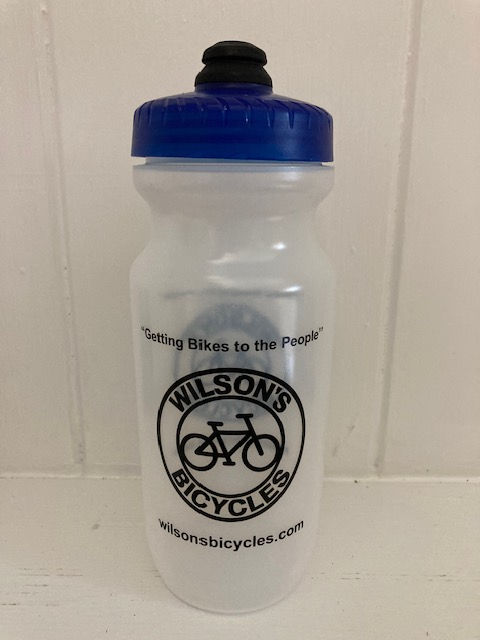 "Getting Bikes to the People"
WILSON'S
BICYCLES
wilsonsbicycles.com